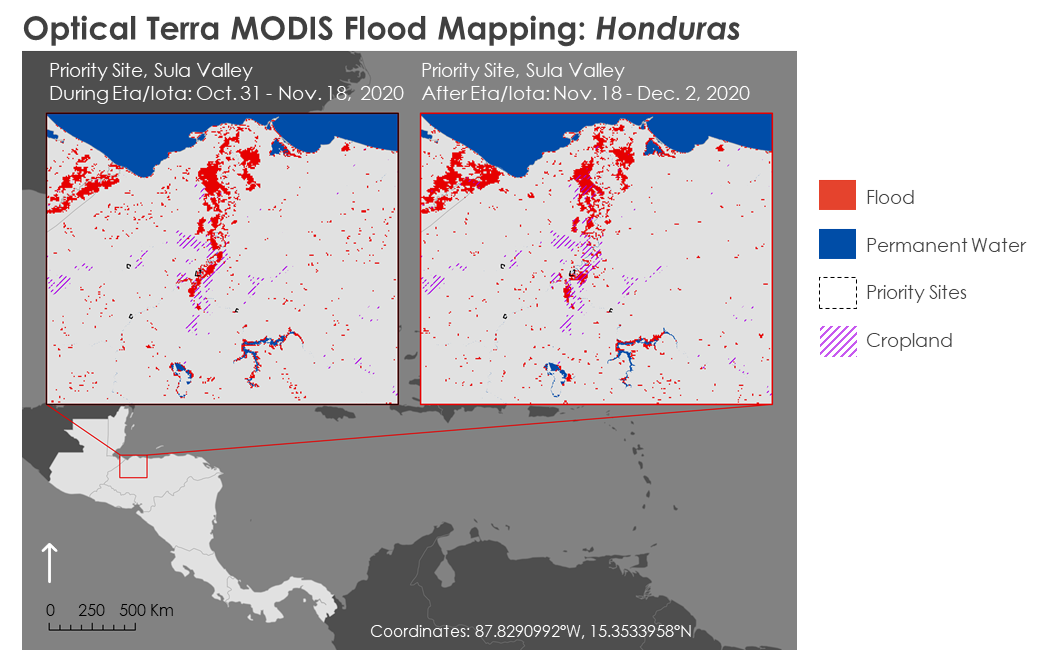 Optical Terra MODIS Flood Mapping: Honduras
Priority Site, Sula Valley
During Eta/Iota: Oct. 31 - Nov. 18, 2020
Priority Site, Sula Valley
After Eta/Iota: Nov. 18 - Dec. 2, 2020
Flood
Permanent Water
Priority Sites
Cropland
0 250 500 Km
Coordinates: 87.8290992°W, 15.3533958°N